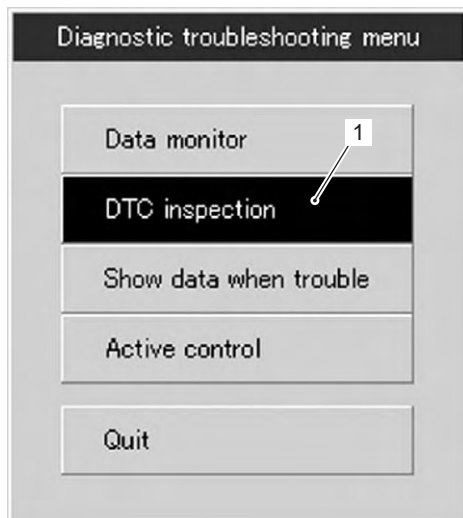 Diagnostic troubleshooting menu
Data monitor
1
DTC inspection
Show data when trouble
Active control
Quit